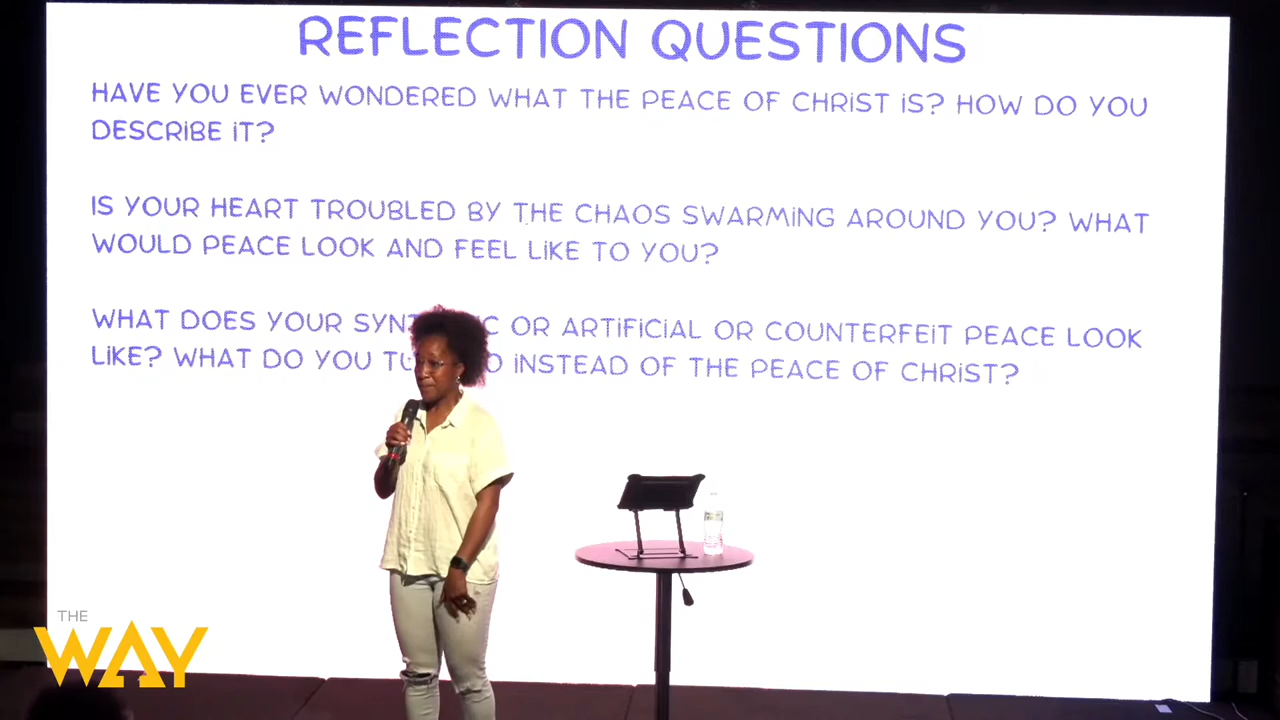 REFLECTION QUESTIONS
HAVE YOU EVER WONDERED WHAT THE PEACE OF CHRIST IS? HOW DO YOU
DESCRIBE IT?
IS YOUR HEART TROUBLED BY THE CHAOS SWARMING AROUND YOU? WHAT
WOULD PEACE LOOK AND FEEL LIKE TO YOU?
WHAT DOES YOUR OR ARTIFICIAL OR COUNTERFEIT PEACE LOOK
LIKE? WHAT DO YOU INSTEAD OF THE PEACE OF CHRIST?
THE
WAY